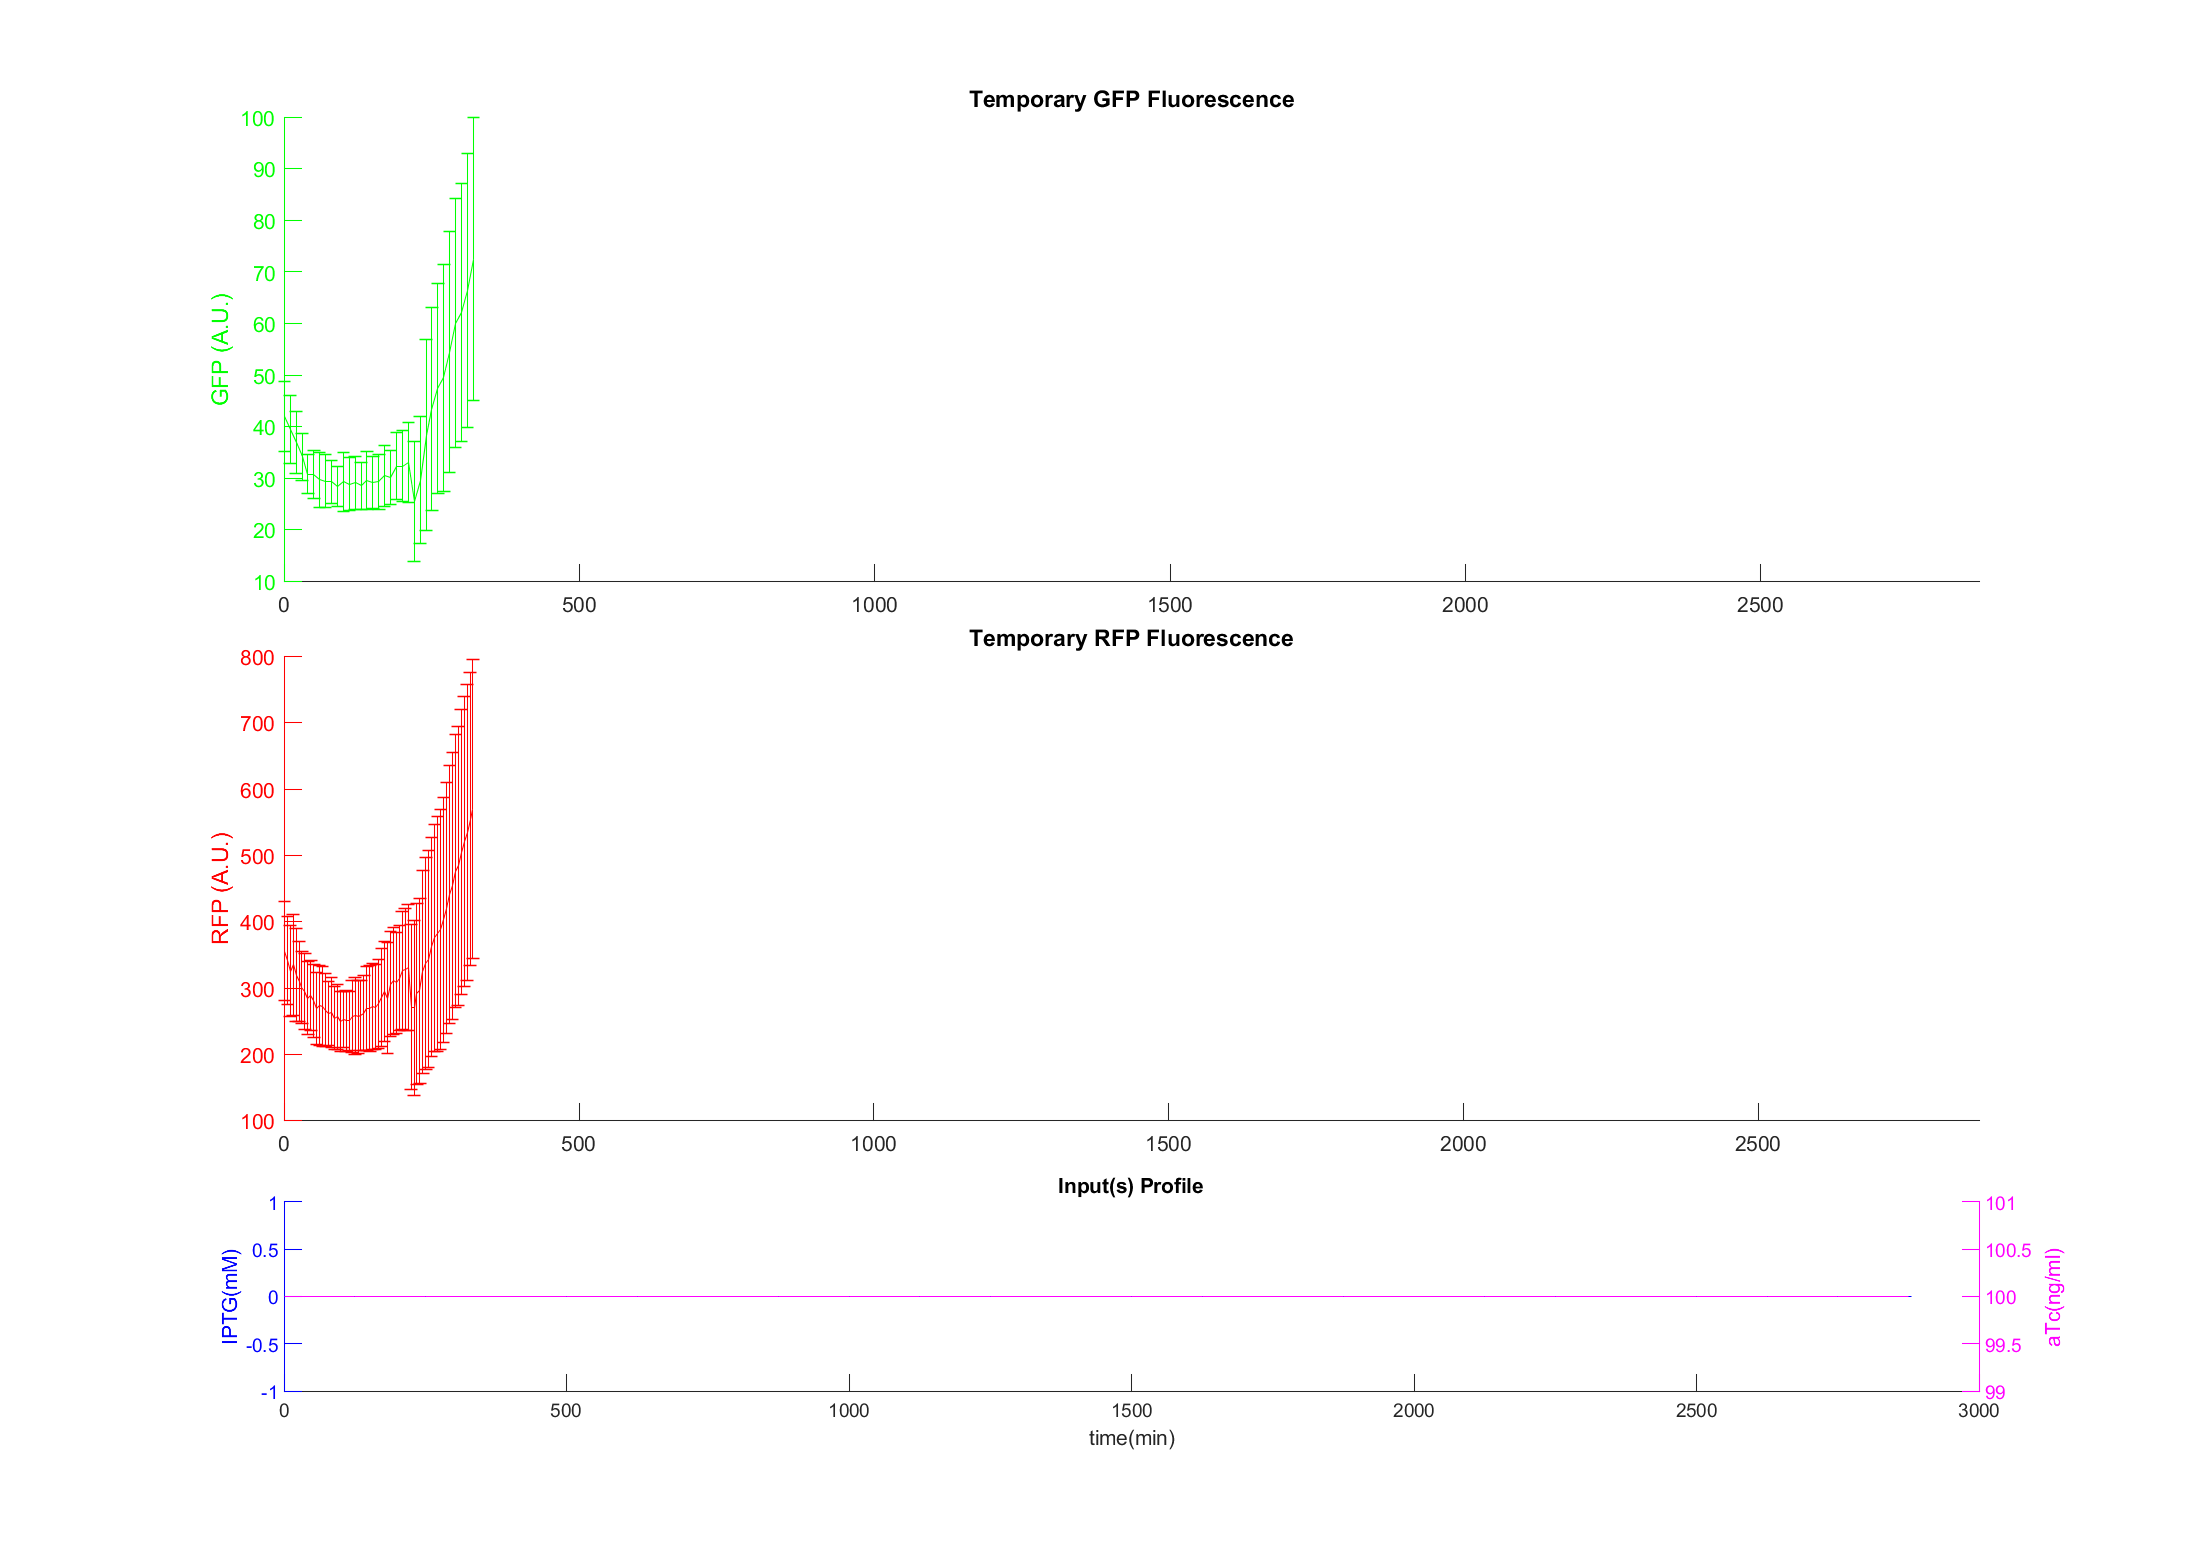 Temporary GFP Fluorescence
100
90
80
70
60
50
40
30
20
10
GFP (A.U.)
0 500 1000 1500 2000 2500
Temporary RFP Fluorescence
800
700
600
500
400
300
200
100
RFP (A.U.)
0 500 1000 1500 2000 2500
Input(s) Profile
1
0.5
0
-0.5
-1
IPTG(mM)
101
100.5
100
99.5
99
aTc(ng/ml)
0 500 1000 1500 2000 2500 3000
time(min)